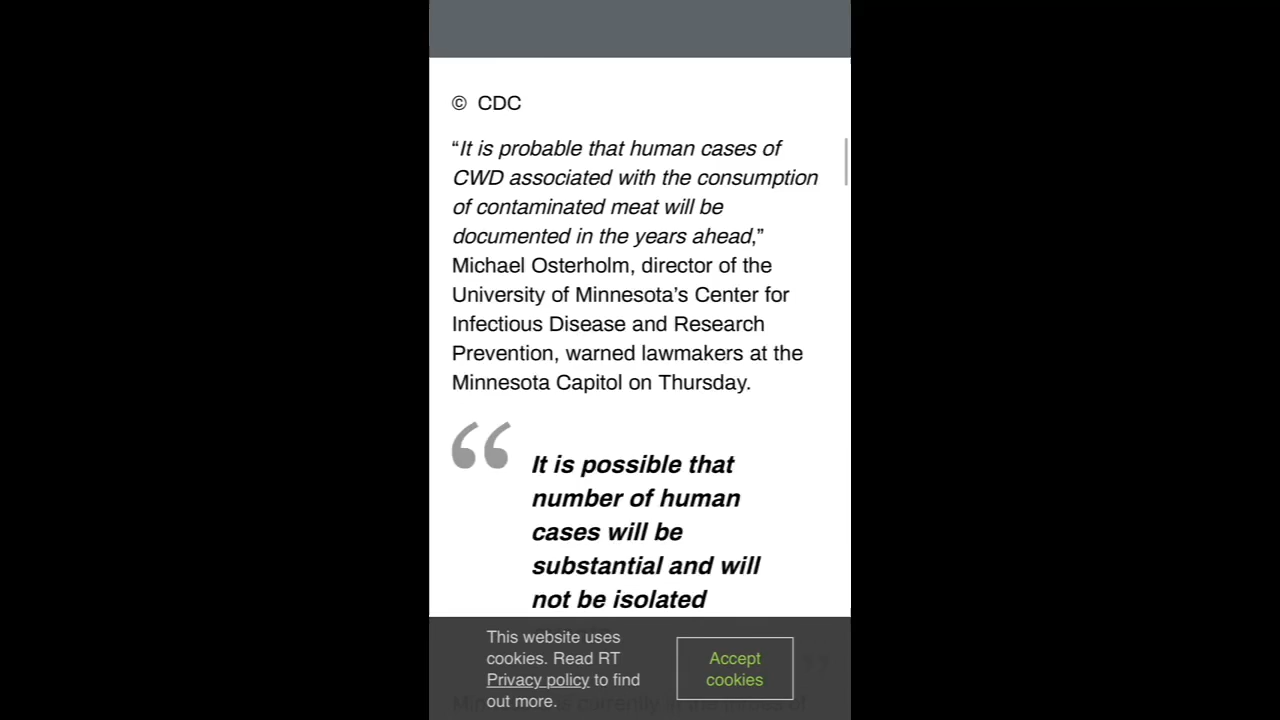 © CDC
“It is probable that human cases of
CWD associated with the consumption
of contaminated meat will be
documented in the years ahead,”
Michael Osterholm, director of the
University of Minnesota’s Center for
Infectious Disease and Research
Prevention, warned lawmakers at the
Minnesota Capitol on Thursday.
“
It is possible that
number of human
cases will be
substantial and will
not be isolated
This website uses
cookies. Read RT
Privacy policy to find
out more.
Accept
cookies